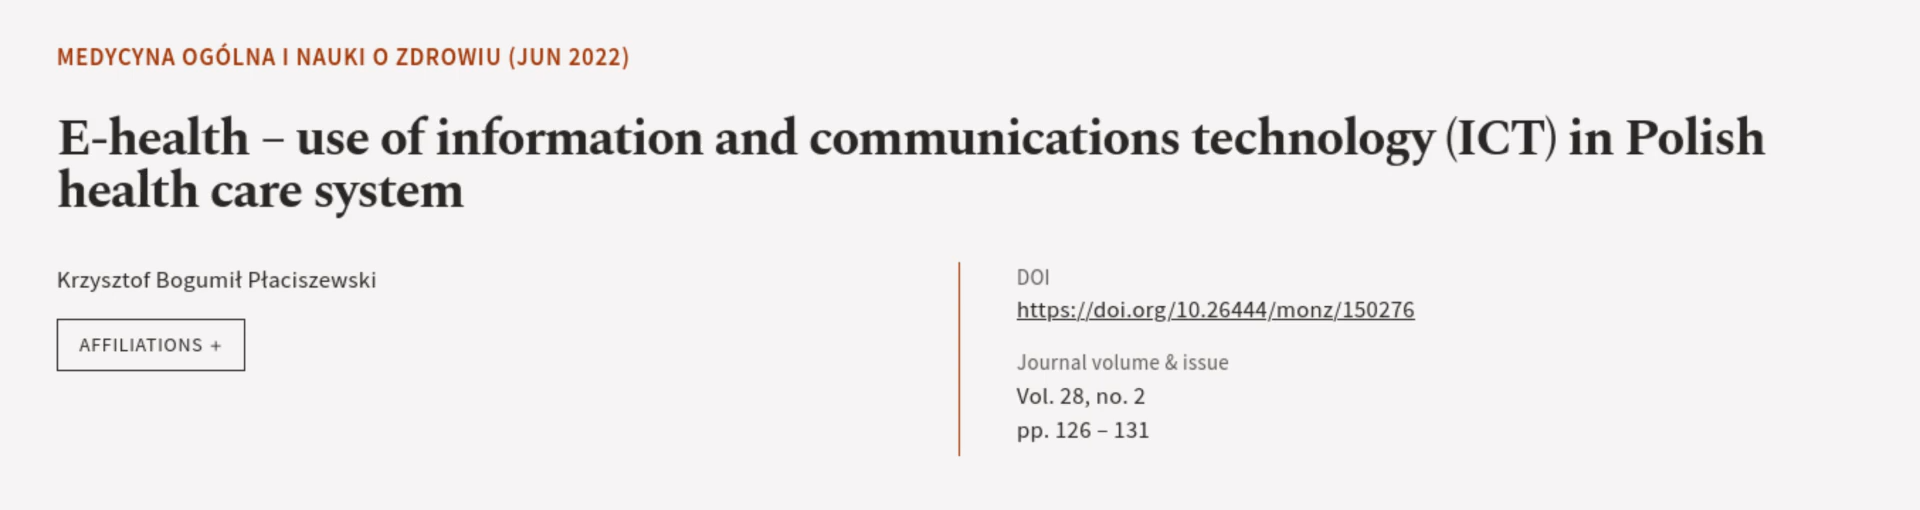 MEDYCYNA OGÓLNA I NAUKI O ZDROWIU (JUN 2022)
E-health – use of information and communications technology (ICT) in Polish
health care system
Krzysztof Bogumił Płaciszewski
AFFILIATIONS +
DOI
https://doi.org/10.26444/monz/150276
Journal volume & issue
Vol. 28, no. 2
pp. 126 – 131